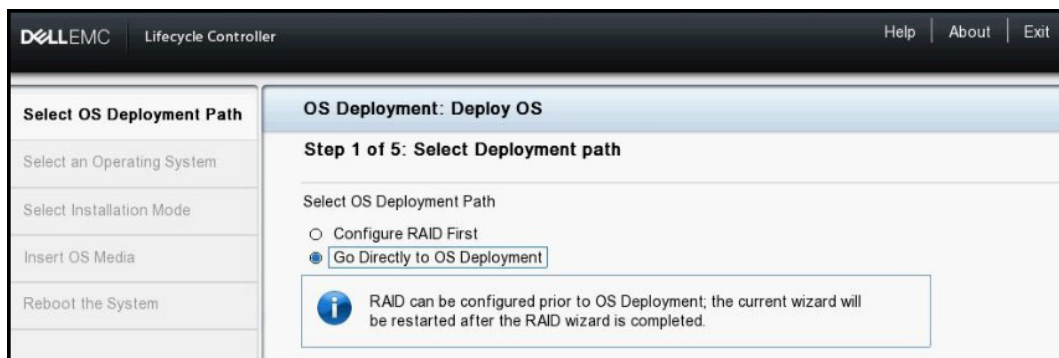 DELLEMC Lifecycle Controller Help About Exit
Select OS Deployment Path
Select an Operating System
Select Installation Mode
Insert OS Media
Reboot the System
OS Deployment: Deploy OS
Step 1 of 5: Select Deployment path
Select OS Deployment Path
Configure RAID First
Go Directly to OS Deployment
RAID can be configured prior to OS Deployment; the current wizard will
be restarted after the RAID wizard is completed.